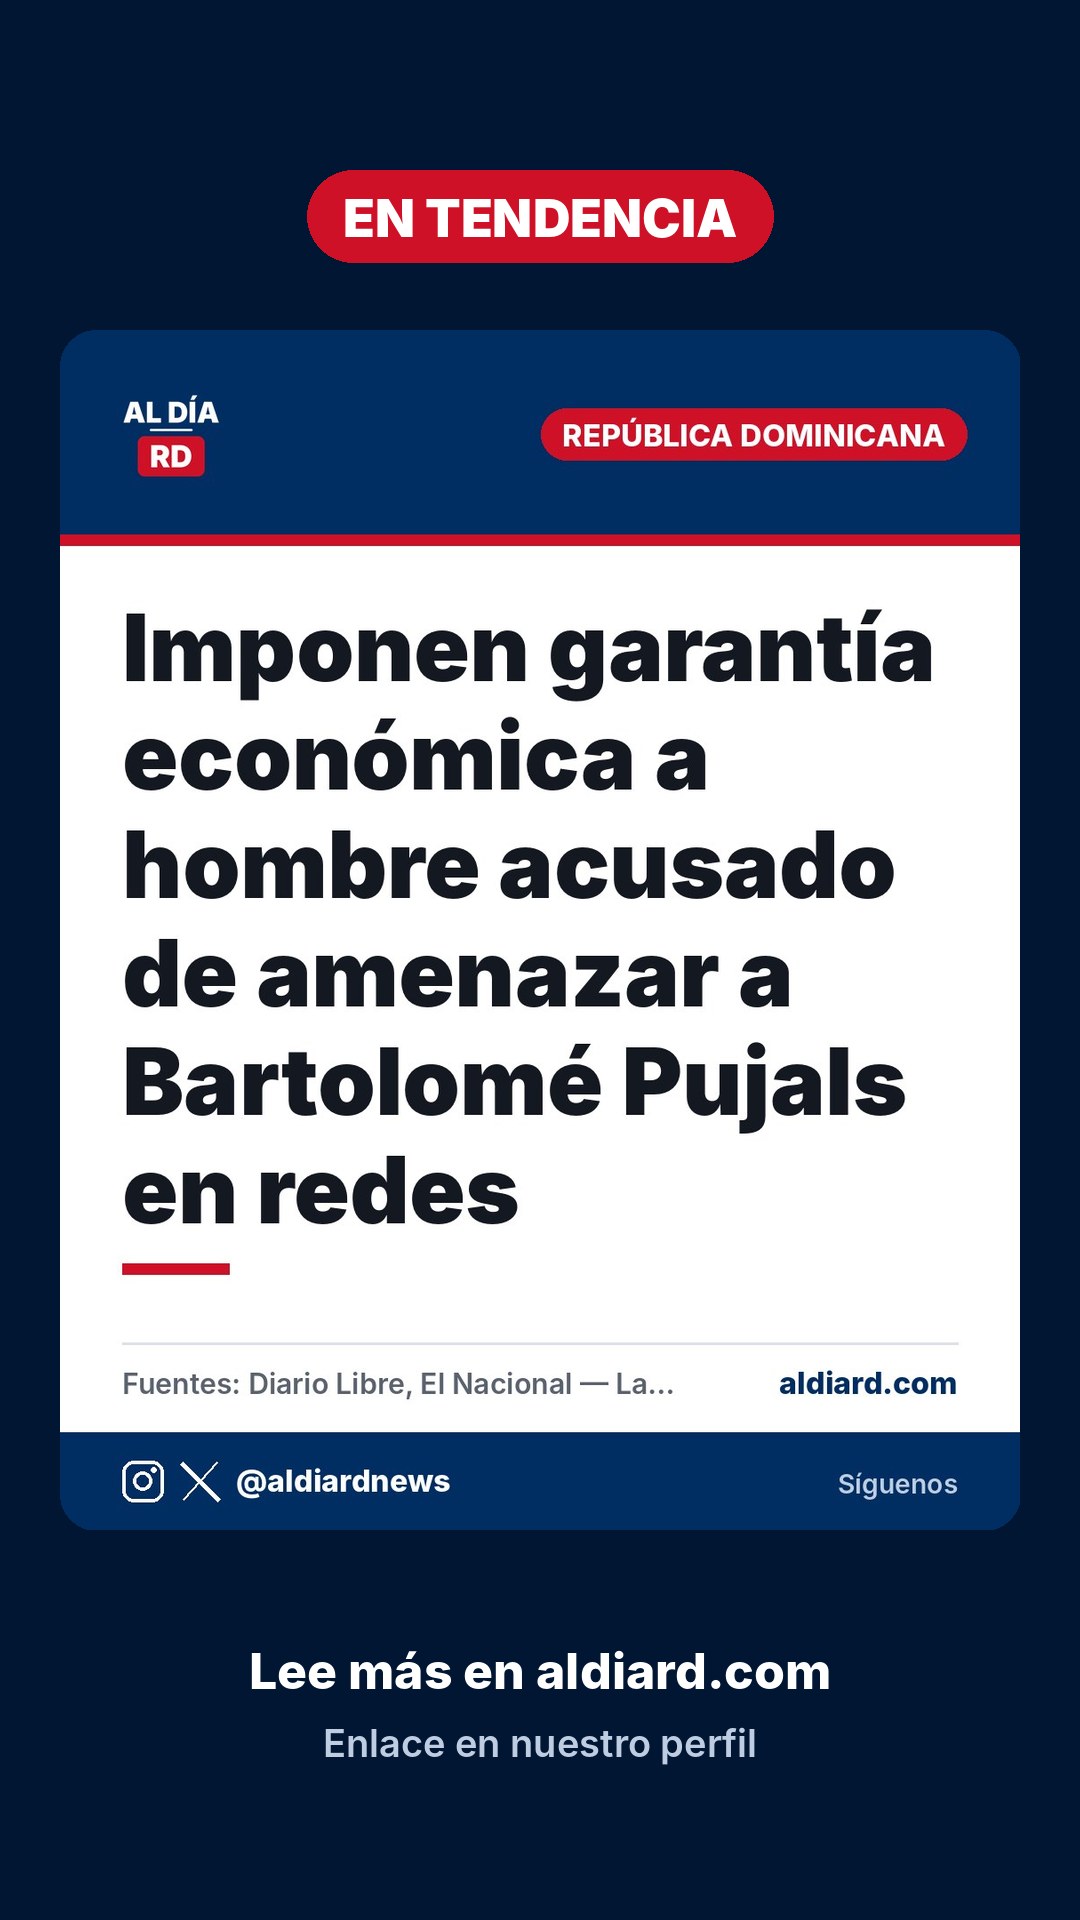 EN TENDENCIA
AL DÍA
RD
REPÚBLICA DOMINICANA
Imponen garantía
económica a
hombre acusado
de amenazar a
Bartolomé Pujals
en redes
Fuentes: Diario Libre, El Nacional — La...
aldiard.com
@aldiardnews
Síguenos
Lee más en aldiard.com
Enlace en nuestro perfil